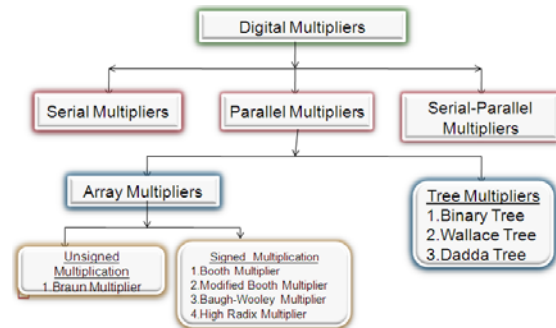 Digital Multipliers
Serial Multipliers
Parallel Multipliers
Serial-Parallel
Multipliers
Array Multipliers
Tree Multipliers
1.Binary Tree
2.Wallace Tree
3.Dadda Tree
Unsigned
Multiplication
1.Braun Multiplier
Signed Multiplication
1.Booth Multiplier
2.Modified Booth Multiplier
3.Baugh-Wooley Multiplier
4.High Radix Multiplier